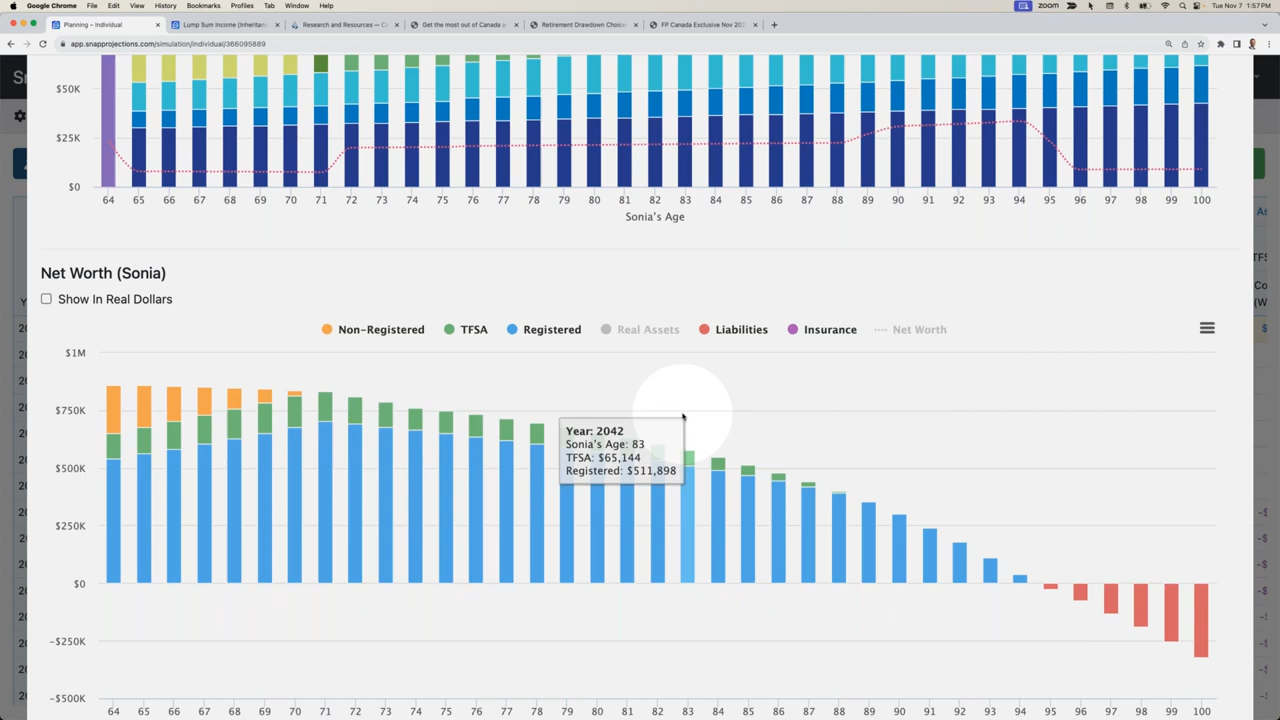 Google Chrome File Edit View History Bookmarks Profiles Tab Window Help zoom Tue Nov 7 1:57 PM
Planning – Individual × Lump Sum Income (Inheritan × Research and Resources — C × Get the most out of Canada p × Retirement Drawdown Choice × FP Canada Exclusive Nov 202 × +
app.snapprojections.com/simulation/individual/366095889
$50K
$25K
$0
64 65 66 67 68 69 70 71 72 73 74 75 76 77 78 79 80 81 82 83 84 85 86 87 88 89 90 91 92 93 94 95 96 97 98 99 100
Sonia's Age
Net Worth (Sonia)
Show In Real Dollars
Non-Registered TFSA Registered Real Assets Liabilities Insurance Net Worth
$1M
$750K
$500K
$250K
$0
-$250K
-$500K
Year: 2042
Sonia's Age: 83
TFSA: $65,144
Registered: $511,898
64 65 66 67 68 69 70 71 72 73 74 75 76 77 78 79 80 81 82 83 84 85 86 87 88 89 90 91 92 93 94 95 96 97 98 99 100